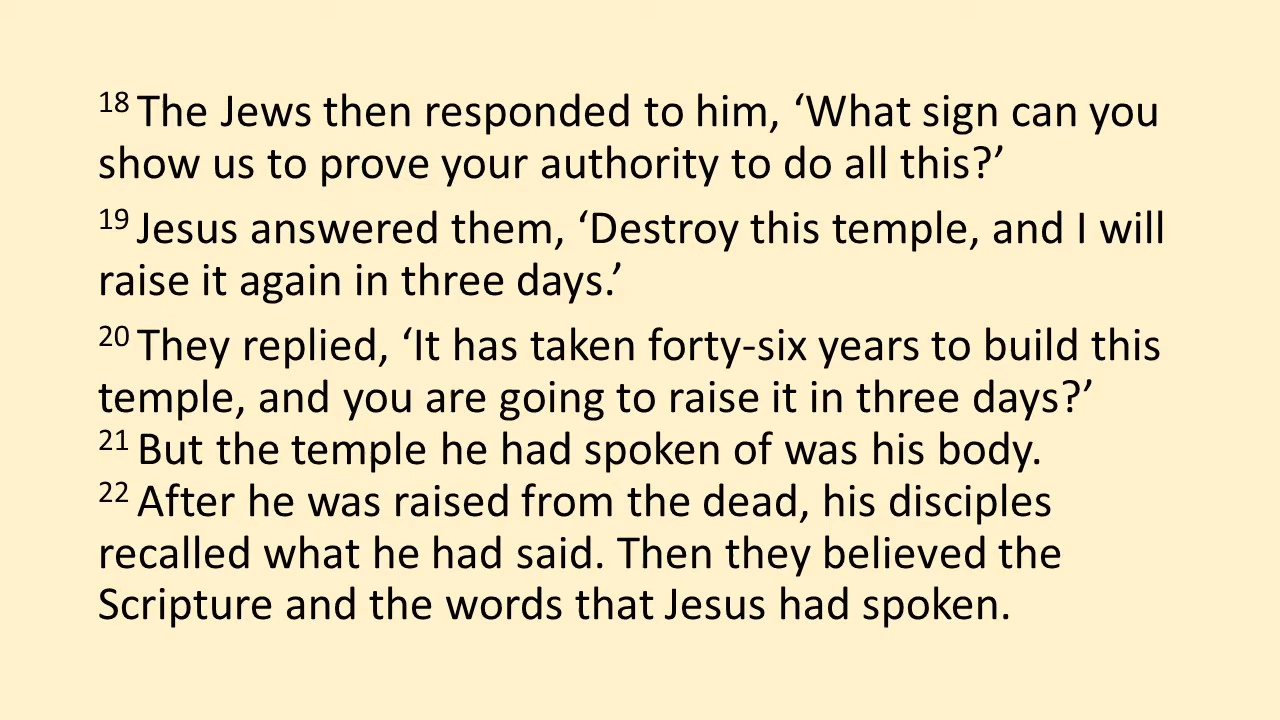 18 The Jews then responded to him, ‘What sign can you
show us to prove your authority to do all this?’
19 Jesus answered them, ‘Destroy this temple, and I will
raise it again in three days.’
20 They replied, ‘It has taken forty-six years to build this
temple, and you are going to raise it in three days?’
21 But the temple he had spoken of was his body.
22 After he was raised from the dead, his disciples
recalled what he had said. Then they believed the
Scripture and the words that Jesus had spoken.